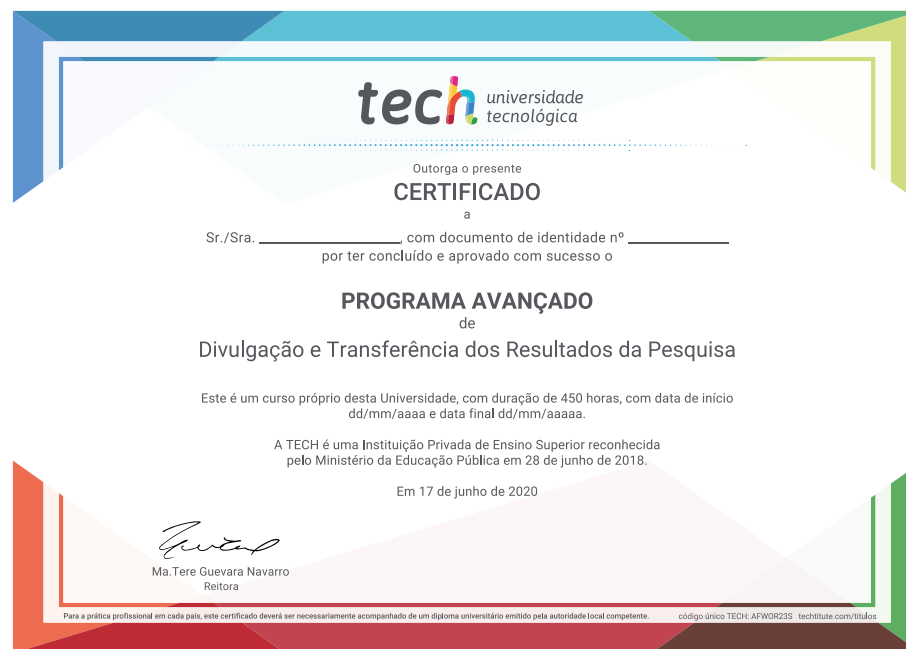 tech universidade
tecnológica
Outorga o presente
CERTIFICADO
a
Sr./Sra. ____________________, com documento de identidade nº ______________
por ter concluído e aprovado com sucesso o
PROGRAMA AVANÇADO
de
Divulgação e Transferência dos Resultados da Pesquisa
Este é um curso próprio desta Universidade, com duração de 450 horas, com data de início
dd/mm/aaaa e data final dd/mm/aaaaa.
A TECH é uma Instituição Privada de Ensino Superior reconhecida
pelo Ministério da Educação Pública em 28 de junho de 2018.
Em 17 de junho de 2020
Ma.Tere Guevara Navarro
Reitora
Para a prática profissional em cada país, este certificado deverá ser necessariamente acompanhado de um diploma universitário emitido pela autoridade local competente. código único TECH: AFWOR23S techtitute.com/titulos